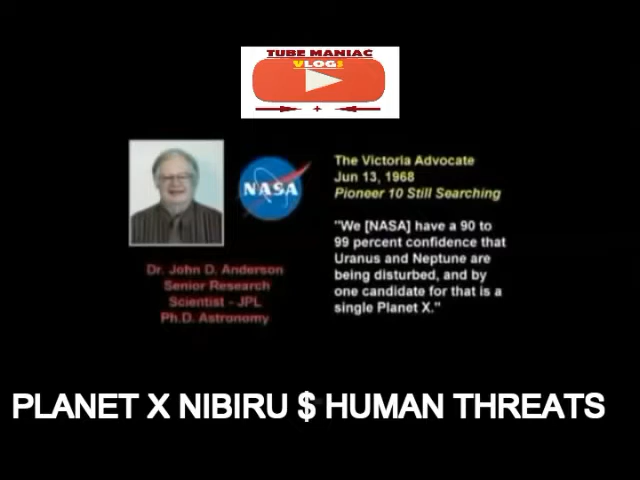 TUBE MANIAC
VLOGS
+
NASA
The Victoria Advocate
Jun 13, 1968
Pioneer 10 Still Searching
"We [NASA] have a 90 to
99 percent confidence that
Uranus and Neptune are
being disturbed, and by
one candidate for that is a
single Planet X."
Dr. John D. Anderson
Senior Research
Scientist - JPL
Ph.D. Astronomy
PLANET X NIBIRU $ HUMAN THREATS